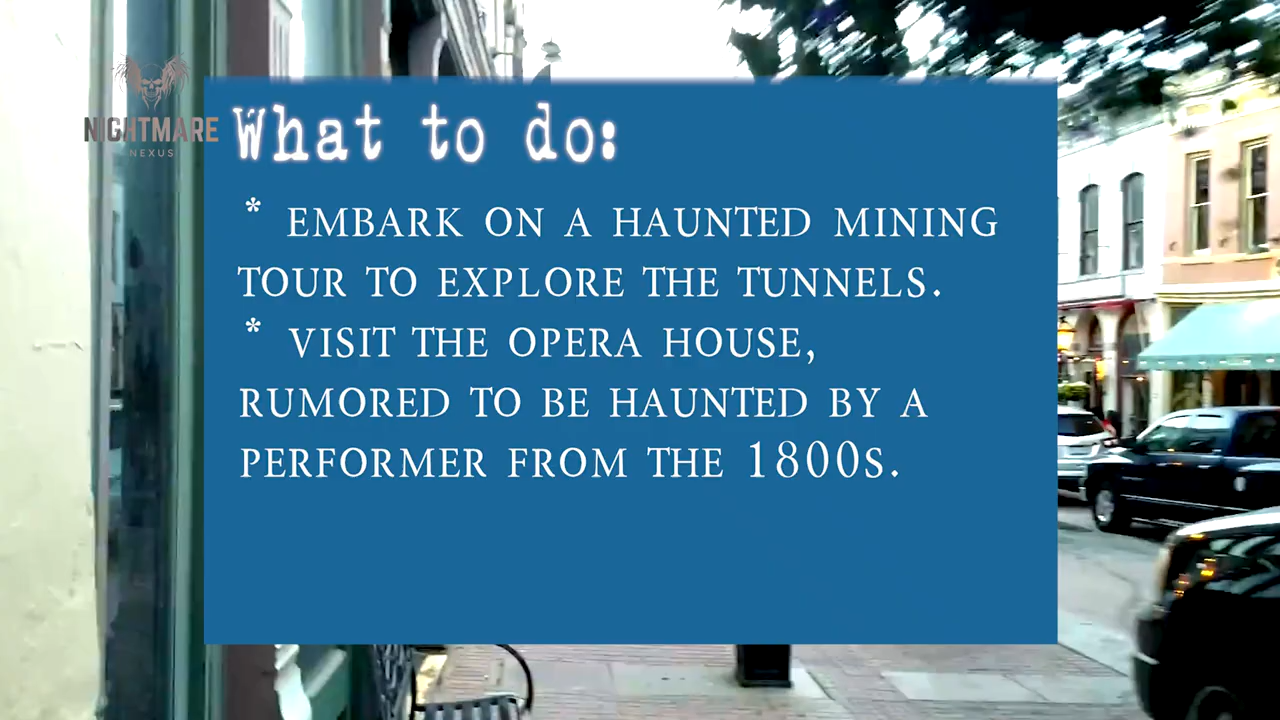 NIGHTMARE
NEXUS
What to do:
* EMBARK ON A HAUNTED MINING
TOUR TO EXPLORE THE TUNNELS.
* VISIT THE OPERA HOUSE,
RUMORED TO BE HAUNTED BY A
PERFORMER FROM THE 1800S.